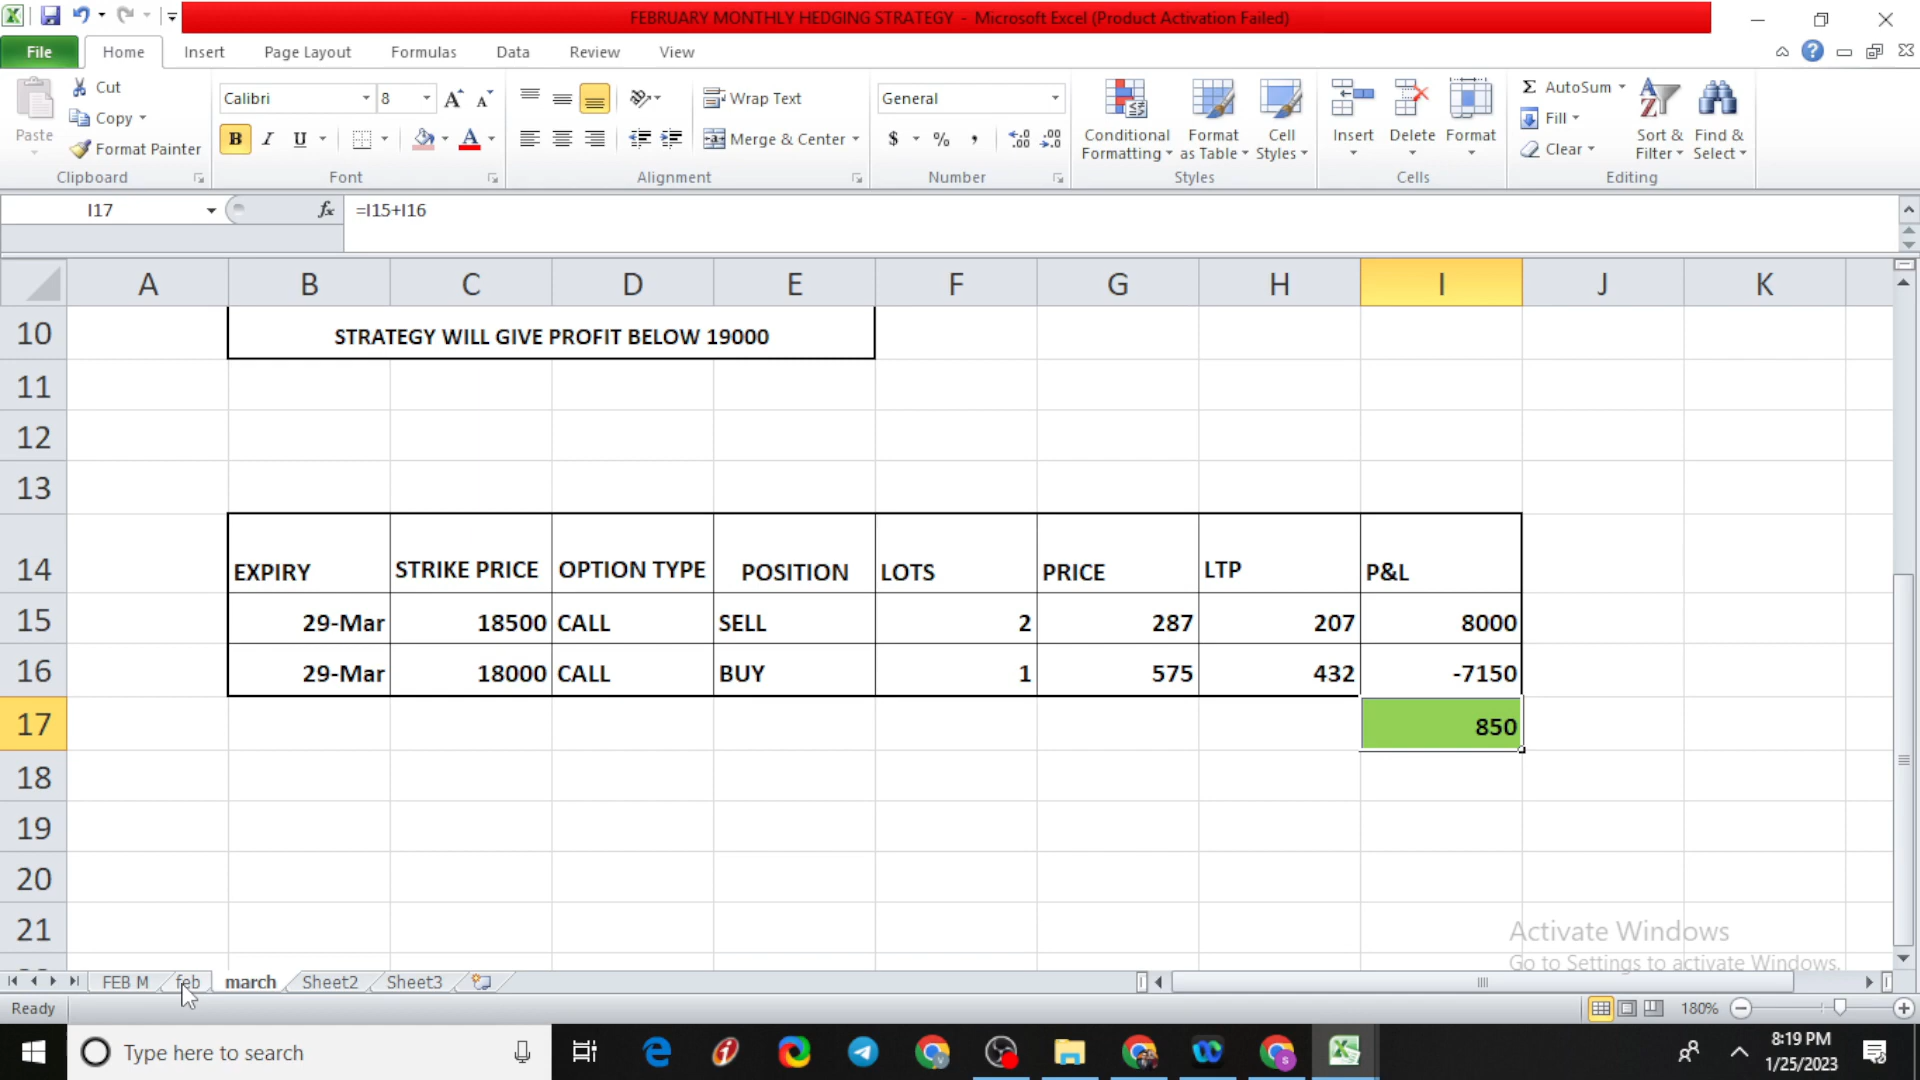 FEBRUARY MONTHLY HEDGING STRATEGY - Microsoft Excel (Product Activation Failed)
File Home Insert Page Layout Formulas Data Review View
Paste
Cut
Copy
Format Painter
Clipboard
Calibri 8
B I U A
Font
Wrap Text
Merge & Center
Alignment
General
$ % ,
Number
Conditional Formatting
Format as Table
Cell Styles
Styles
Insert Delete Format
Cells
AutoSum
Fill
Clear
Sort & Filter
Find & Select
Editing
I17 fx =I15+I16
A B C D E F G H I J K
10 STRATEGY WILL GIVE PROFIT BELOW 19000
11
12
13
14 EXPIRY STRIKE PRICE OPTION TYPE POSITION LOTS PRICE LTP P&L
15 29-Mar 18500 CALL SELL 2 287 207 8000
16 29-Mar 18000 CALL BUY 1 575 432 -7150
17 850
18
19
20
21
Activate Windows
Go to Settings to activate Windows.
FEB M feb march Sheet2 Sheet3
Ready 180%
Type here to search
8:19 PM
1/25/2023